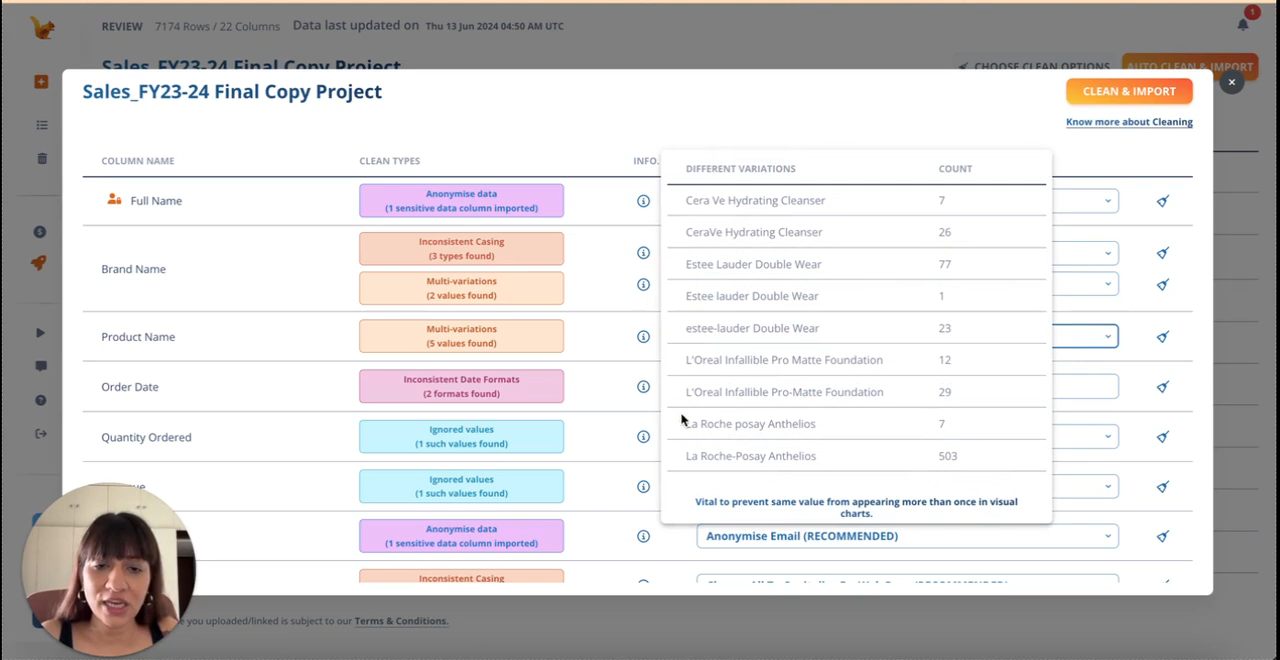 REVIEW 7174 Rows / 22 Columns Data last updated on Thu 13 Jun 2024 04:50 AM UTC
1
Sales_FY23-24 Final Copy Project
CHOOSE CLEAN OPTIONS
AUTO CLEAN & IMPORT
Sales_FY23-24 Final Copy Project
CLEAN & IMPORT
Know more about Cleaning
COLUMN NAME CLEAN TYPES INFO.
Full Name
Anonymise data
(1 sensitive data column imported)
Brand Name
Inconsistent Casing
(3 types found)
Multi-variations
(2 values found)
Product Name
Multi-variations
(5 values found)
Order Date
Inconsistent Date Formats
(2 formats found)
Quantity Ordered
Ignored values
(1 such values found)
Ignored values
(1 such values found)
Anonymise data
(1 sensitive data column imported)
Inconsistent Casing
DIFFERENT VARIATIONS COUNT
Cera Ve Hydrating Cleanser 7
CeraVe Hydrating Cleanser 26
Estee Lauder Double Wear 77
Estee lauder Double Wear 1
estee-lauder Double Wear 23
L'Oreal Infallible Pro Matte Foundation 12
L'Oreal Infallible Pro-Matte Foundation 29
La Roche posay Anthelios 7
La Roche-Posay Anthelios 503
Vital to prevent same value from appearing more than once in visual
charts.
Anonymise Email (RECOMMENDED)
you uploaded/linked is subject to our Terms & Conditions.